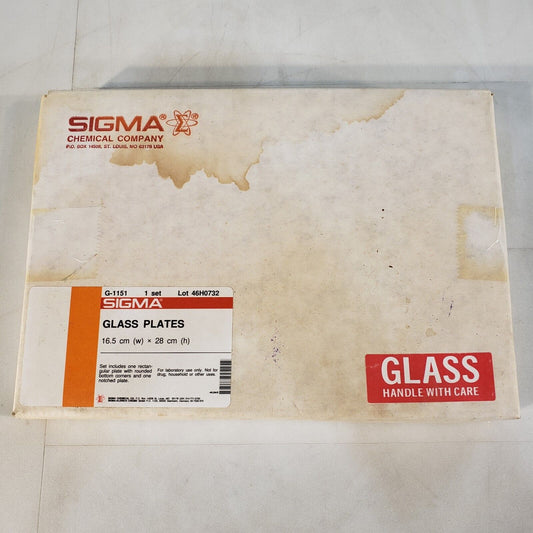 SIGMA®
®
CHEMICAL COMPANY
P.O. BOX 14508, ST. LOUIS, MO 63178 USA
G-1151 1 set Lot 46H0732
SIGMA
GLASS PLATES
16.5 cm (w) × 28 cm (h)
Set includes one rectan-
gular plate with rounded
bottom corners and one
notched plate.
For laboratory use only. Not for
drug, household or other uses.
GLASS
HANDLE WITH CARE